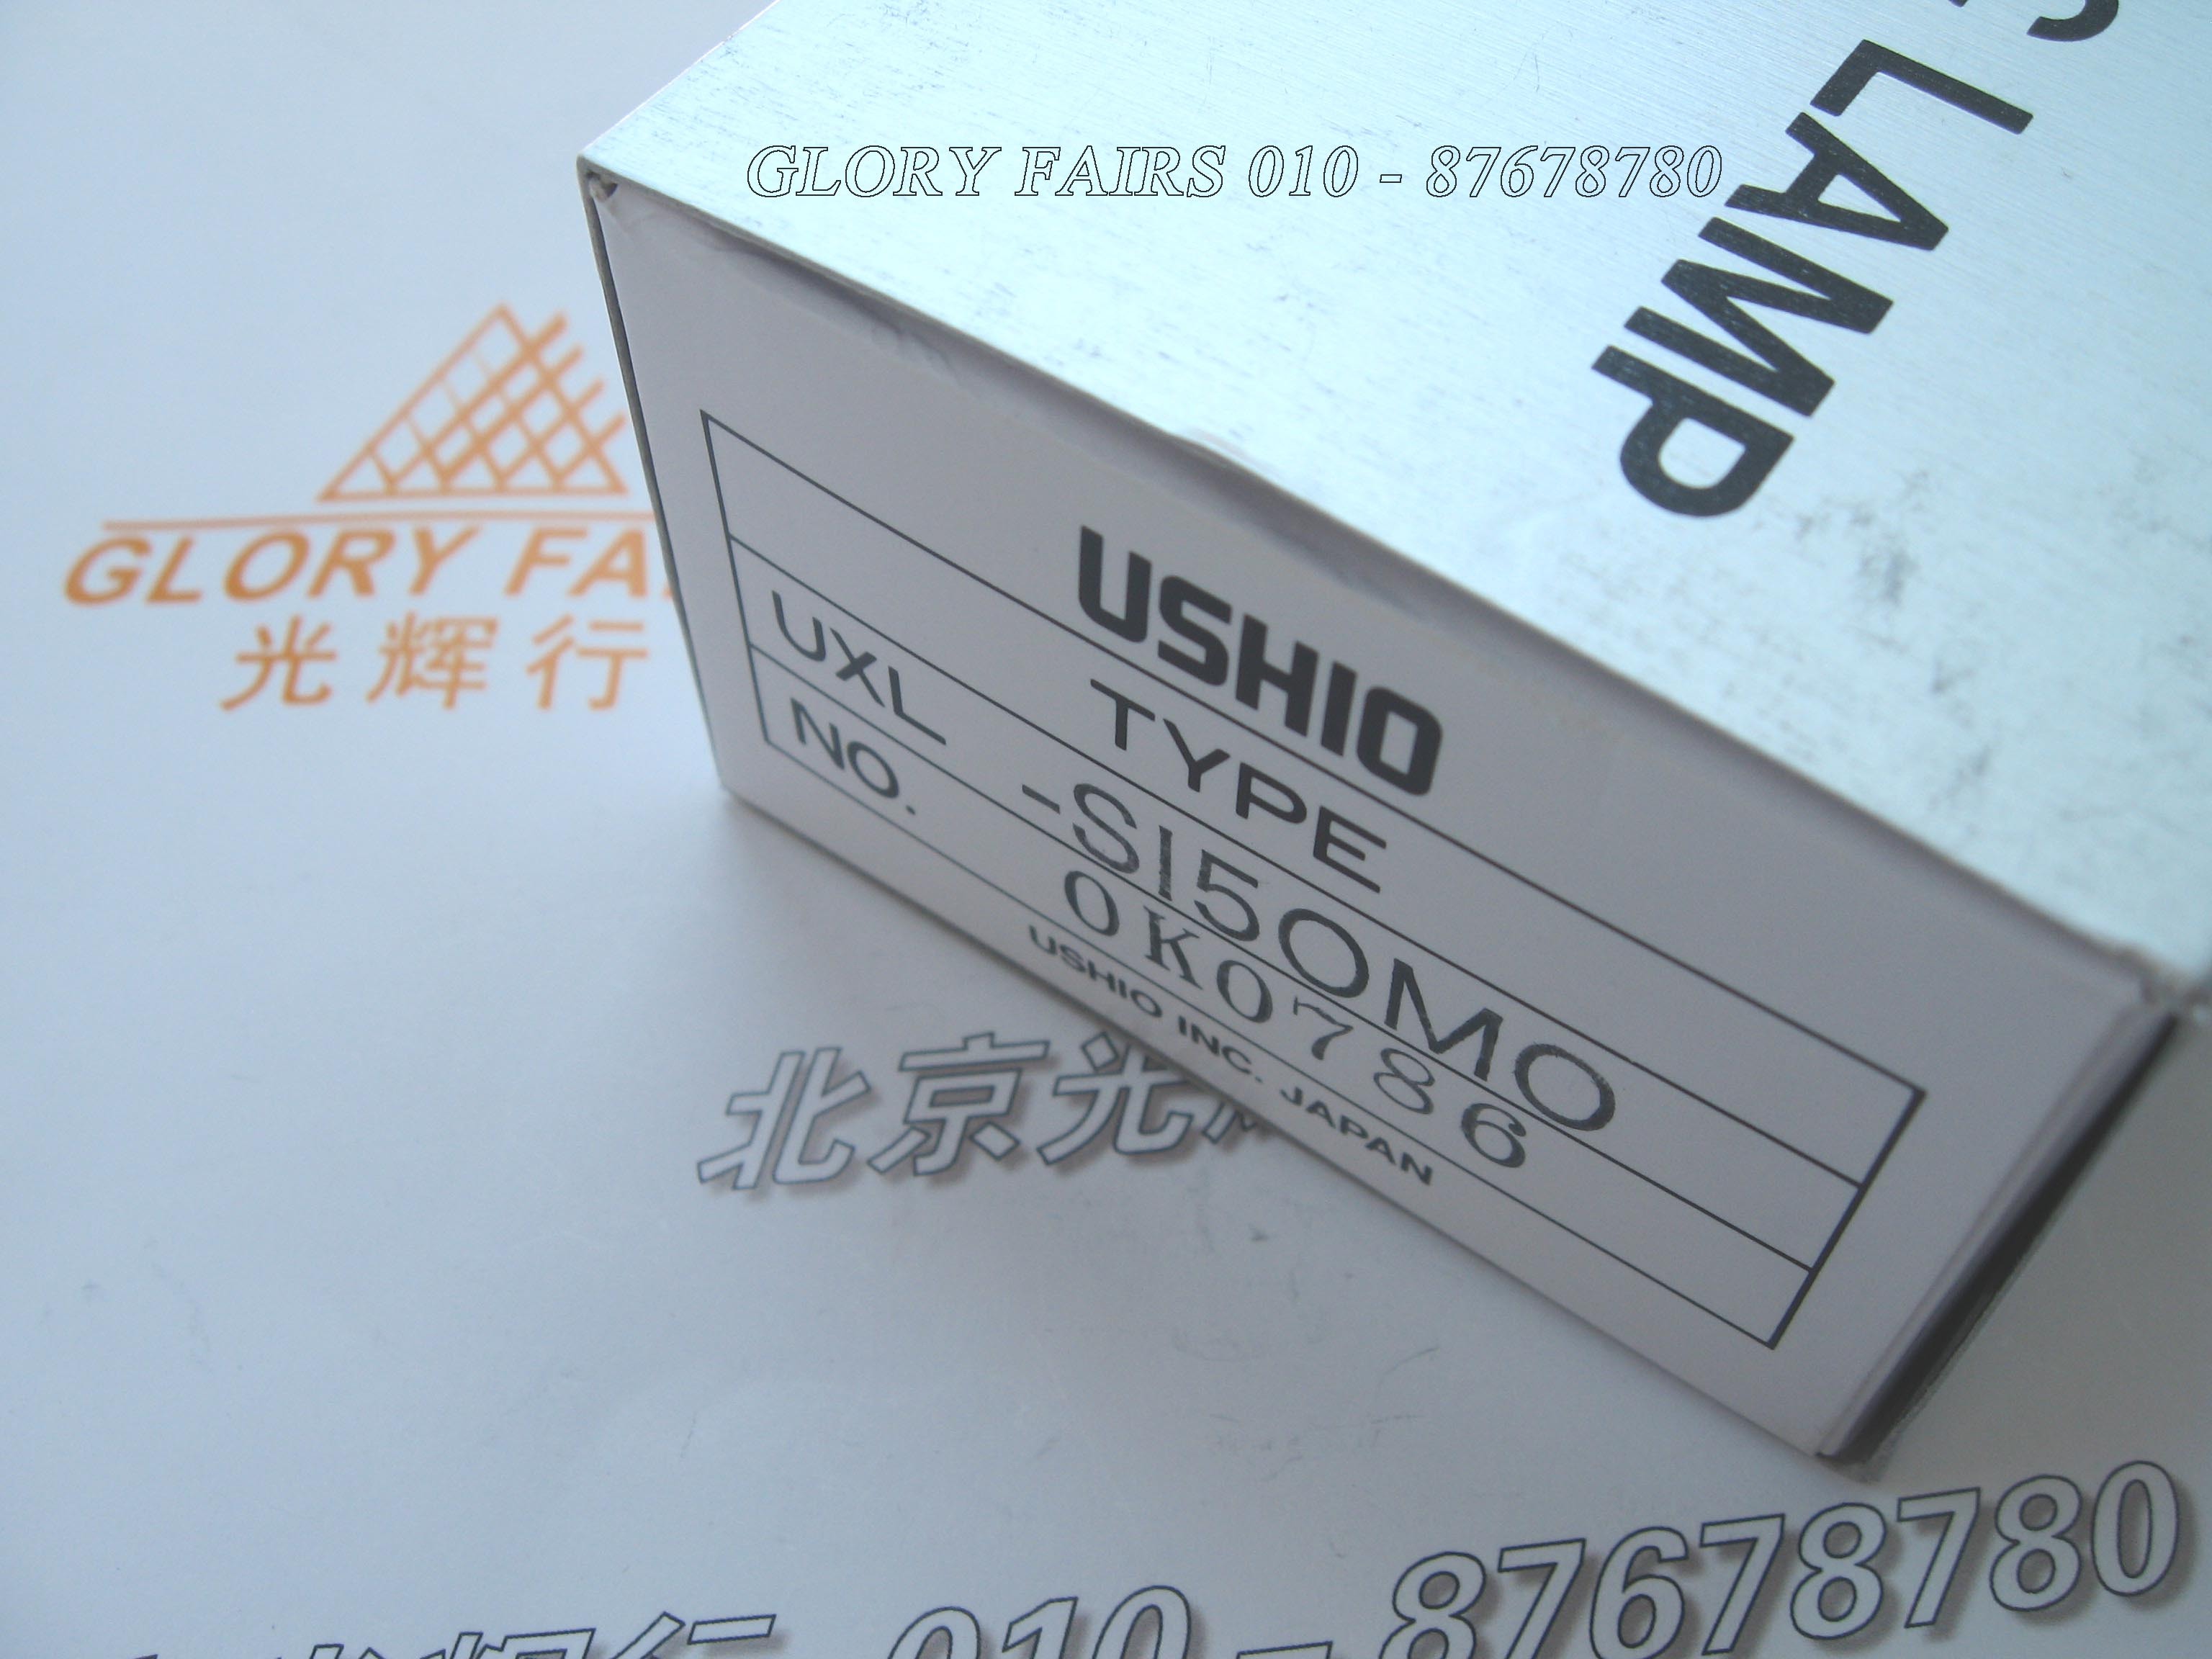 LAMP
GLORY FAIRS 010 - 87678780
GLORY
光辉行
USHIO
TYPE
UXL -S150MO
NO. 0K0786
USHIO INC. JAPAN
北京光
010 - 87678780